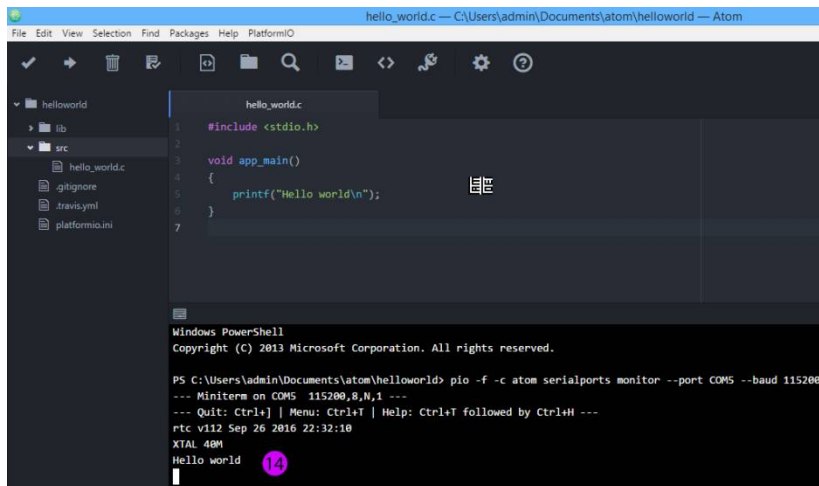 hello_world.c — C:\Users\admin\Documents\atom\helloworld — Atom
File Edit View Selection Find Packages Help PlatformIO
helloworld
lib
src
hello_world.c
.gitignore
.travis.yml
platformio.ini
hello_world.c
1 #include <stdio.h>
2
3 void app_main()
4 {
5 printf("Hello world\n");
6 }
7
Windows PowerShell
Copyright (C) 2013 Microsoft Corporation. All rights reserved.
PS C:\Users\admin\Documents\atom\helloworld> pio -f -c atom serialports monitor --port COM5 --baud 115200
--- Miniterm on COM5 115200,8,N,1 ---
--- Quit: Ctrl+] | Menu: Ctrl+T | Help: Ctrl+T followed by Ctrl+H ---
rtc v112 Sep 26 2016 22:32:10
XTAL 40M
Hello world 14